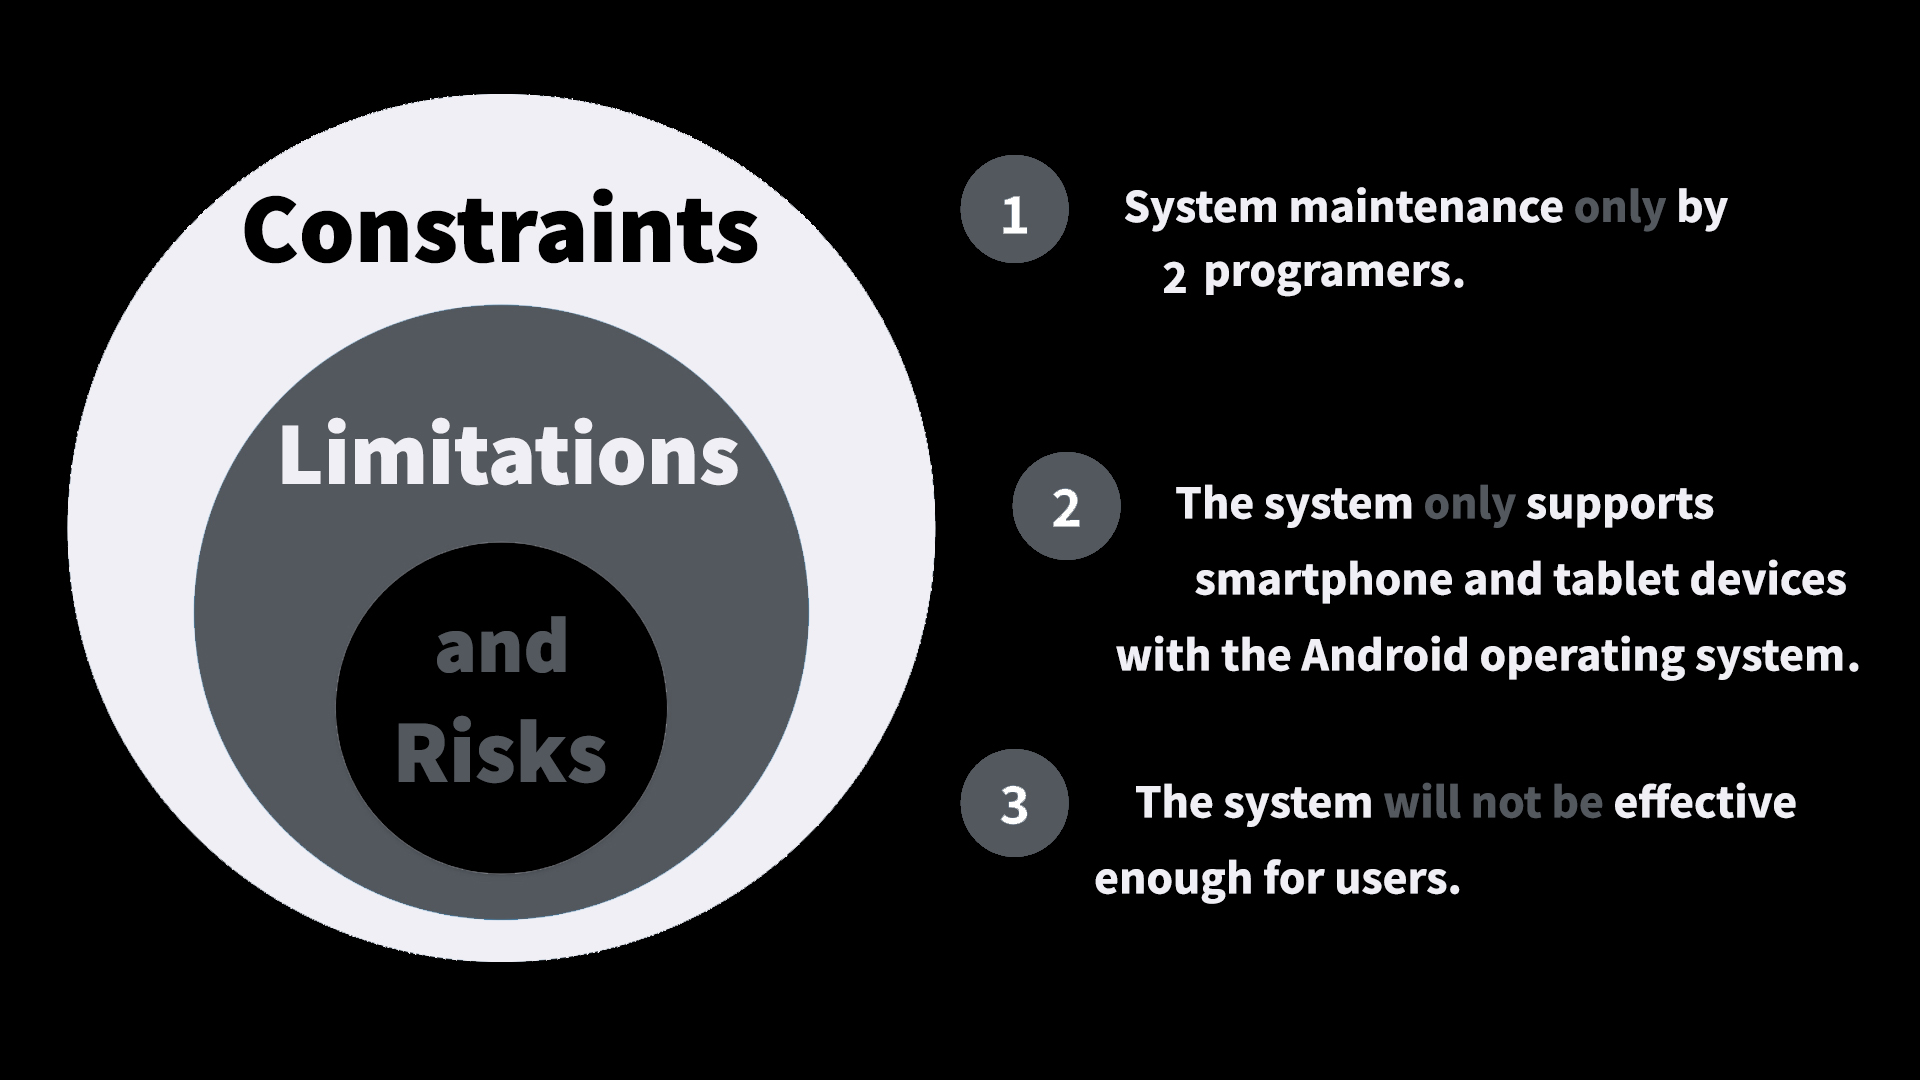 Constraints
Limitations
and
Risks
1
System maintenance only by
2 programers.
2
The system only supports
smartphone and tablet devices
with the Android operating system.
3
The system will not be effective
enough for users.